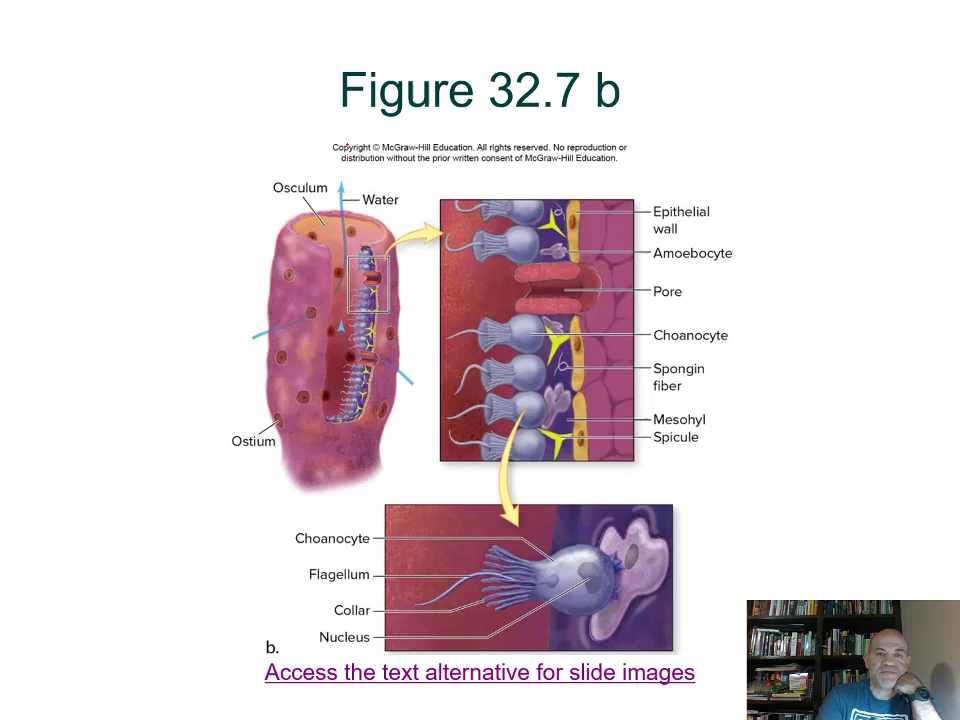 Figure 32.7 b
Copyright © McGraw-Hill Education. All rights reserved. No reproduction or
distribution without the prior written consent of McGraw-Hill Education.
Osculum
Water
Ostium
Epithelial
wall
Amoebocyte
Pore
Choanocyte
Spongin
fiber
Mesohyl
Spicule
Choanocyte
Flagellum
Collar
Nucleus
b.
Access the text alternative for slide images